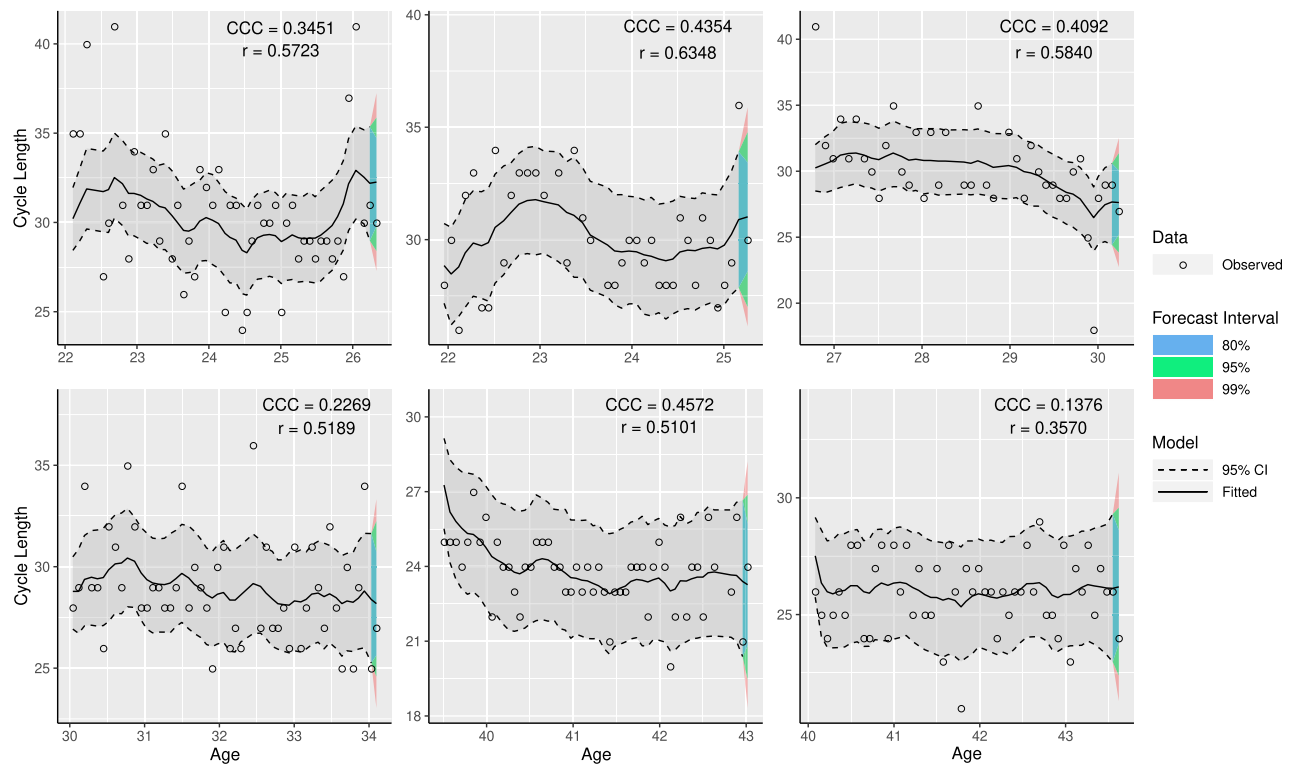 CCC = 0.3451
r = 0.5723
Cycle Length
40
35
30
25
22 23 24 25 26
CCC = 0.4354
r = 0.6348
40
35
30
22 23 24 25
CCC = 0.4092
r = 0.5840
40
35
30
25
20
27 28 29 30
CCC = 0.2269
r = 0.5189
Cycle Length
35
30
25
30 31 32 33 34
Age
CCC = 0.4572
r = 0.5101
30
27
24
21
18
40 41 42 43
Age
CCC = 0.1376
r = 0.3570
30
25
40 41 42 43
Age
Data
Observed
Forecast Interval
80%
95%
99%
Model
95% CI
Fitted